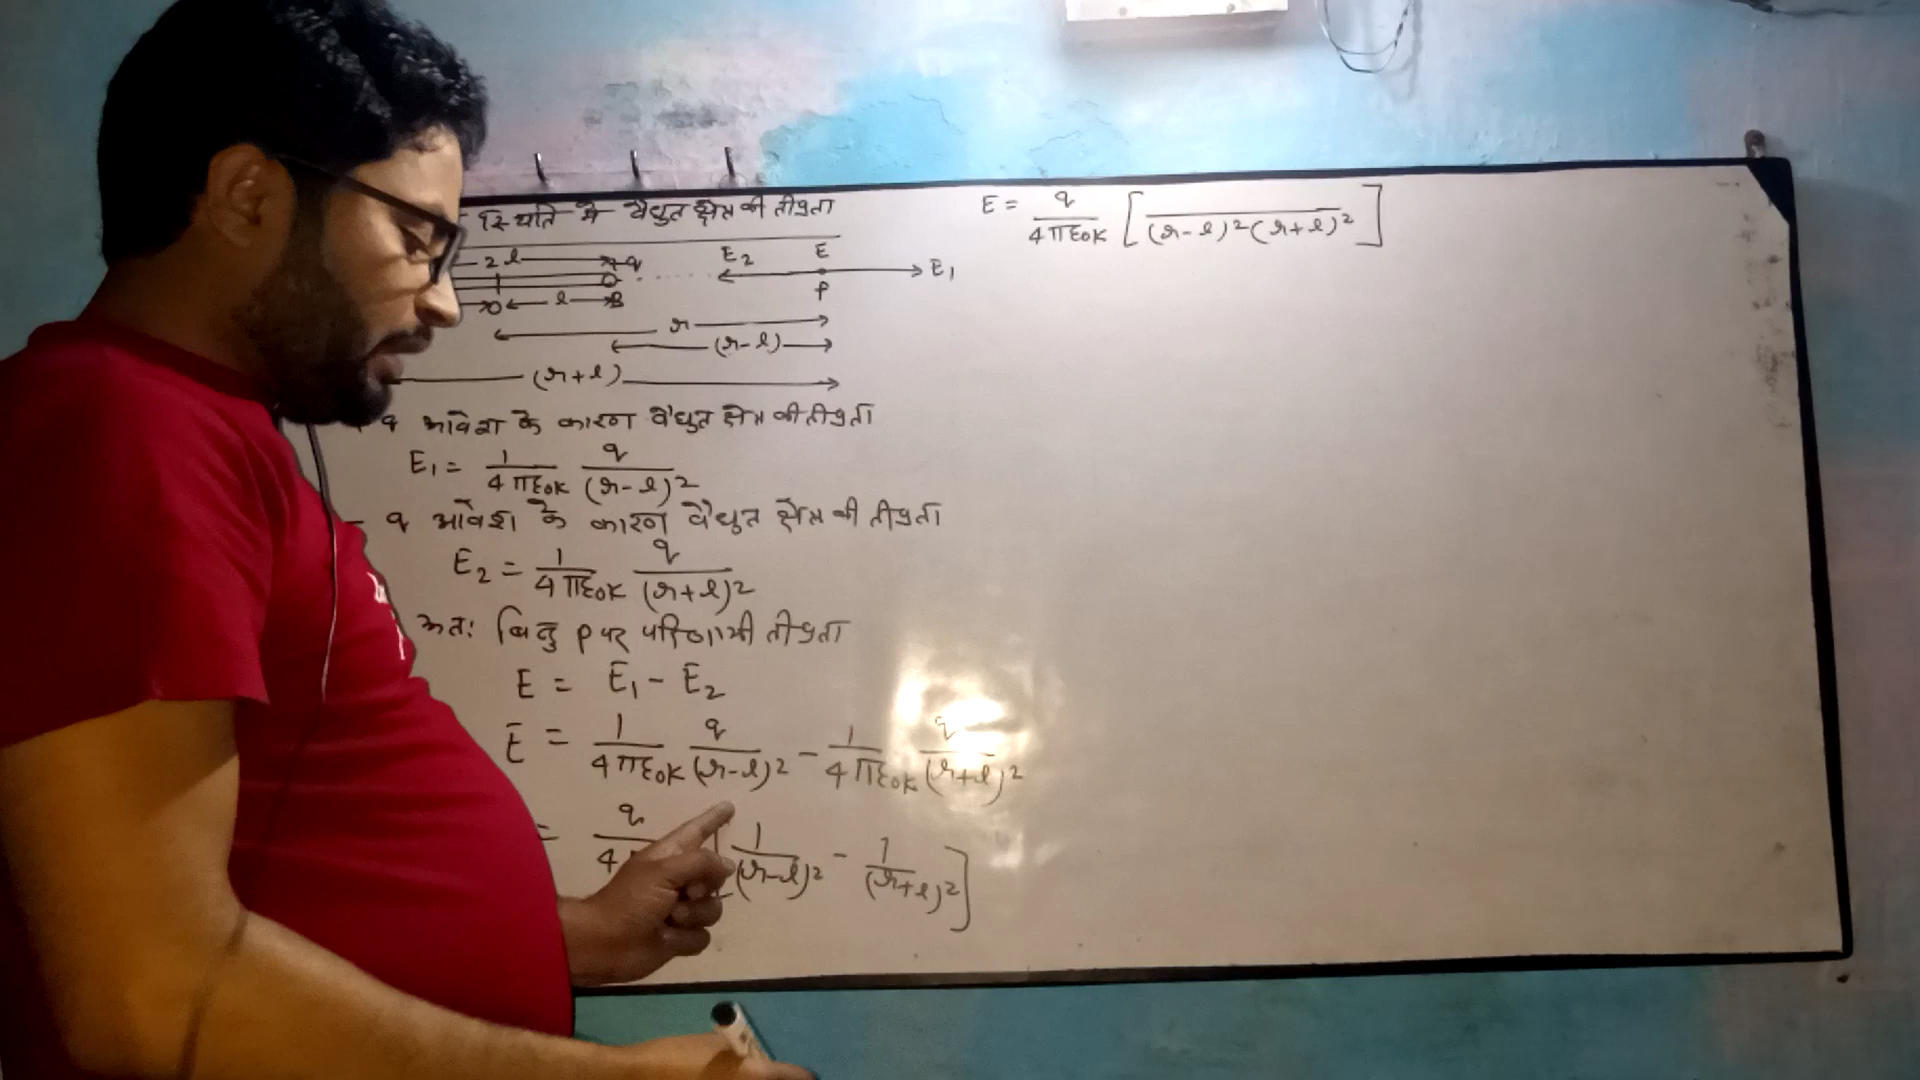 स्थिति में वैद्युत क्षेत्र की तीव्रता
2l +q E2 E E1
O l B P
r
(r-l)
(r+l)
q आवेश के कारण वैद्युत क्षेत्र की तीव्रता
E1 = 1/4πε0K q/(r-l)²
- q आवेश के कारण वैद्युत क्षेत्र की तीव्रता
E2 = 1/4πε0K q/(r+l)²
अतः बिन्दु P पर परिणामी तीव्रता
E = E1 - E2
E = 1/4πε0K q/(r-l)² - 1/4πε0K q/(r+l)²
= q/4π [1/(r-l)² - 1/(r+l)²]
E = q/4πε0K [ /(r-l)²(r+l)²]